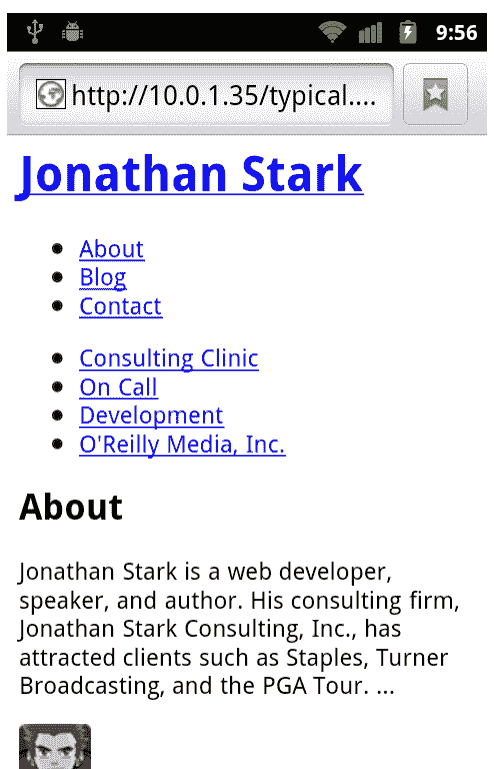 9:56
http://10.0.1.35/typical....
Jonathan Stark
About
Blog
Contact
Consulting Clinic
On Call
Development
O'Reilly Media, Inc.
About
Jonathan Stark is a web developer,
speaker, and author. His consulting firm,
Jonathan Stark Consulting, Inc., has
attracted clients such as Staples, Turner
Broadcasting, and the PGA Tour. ...